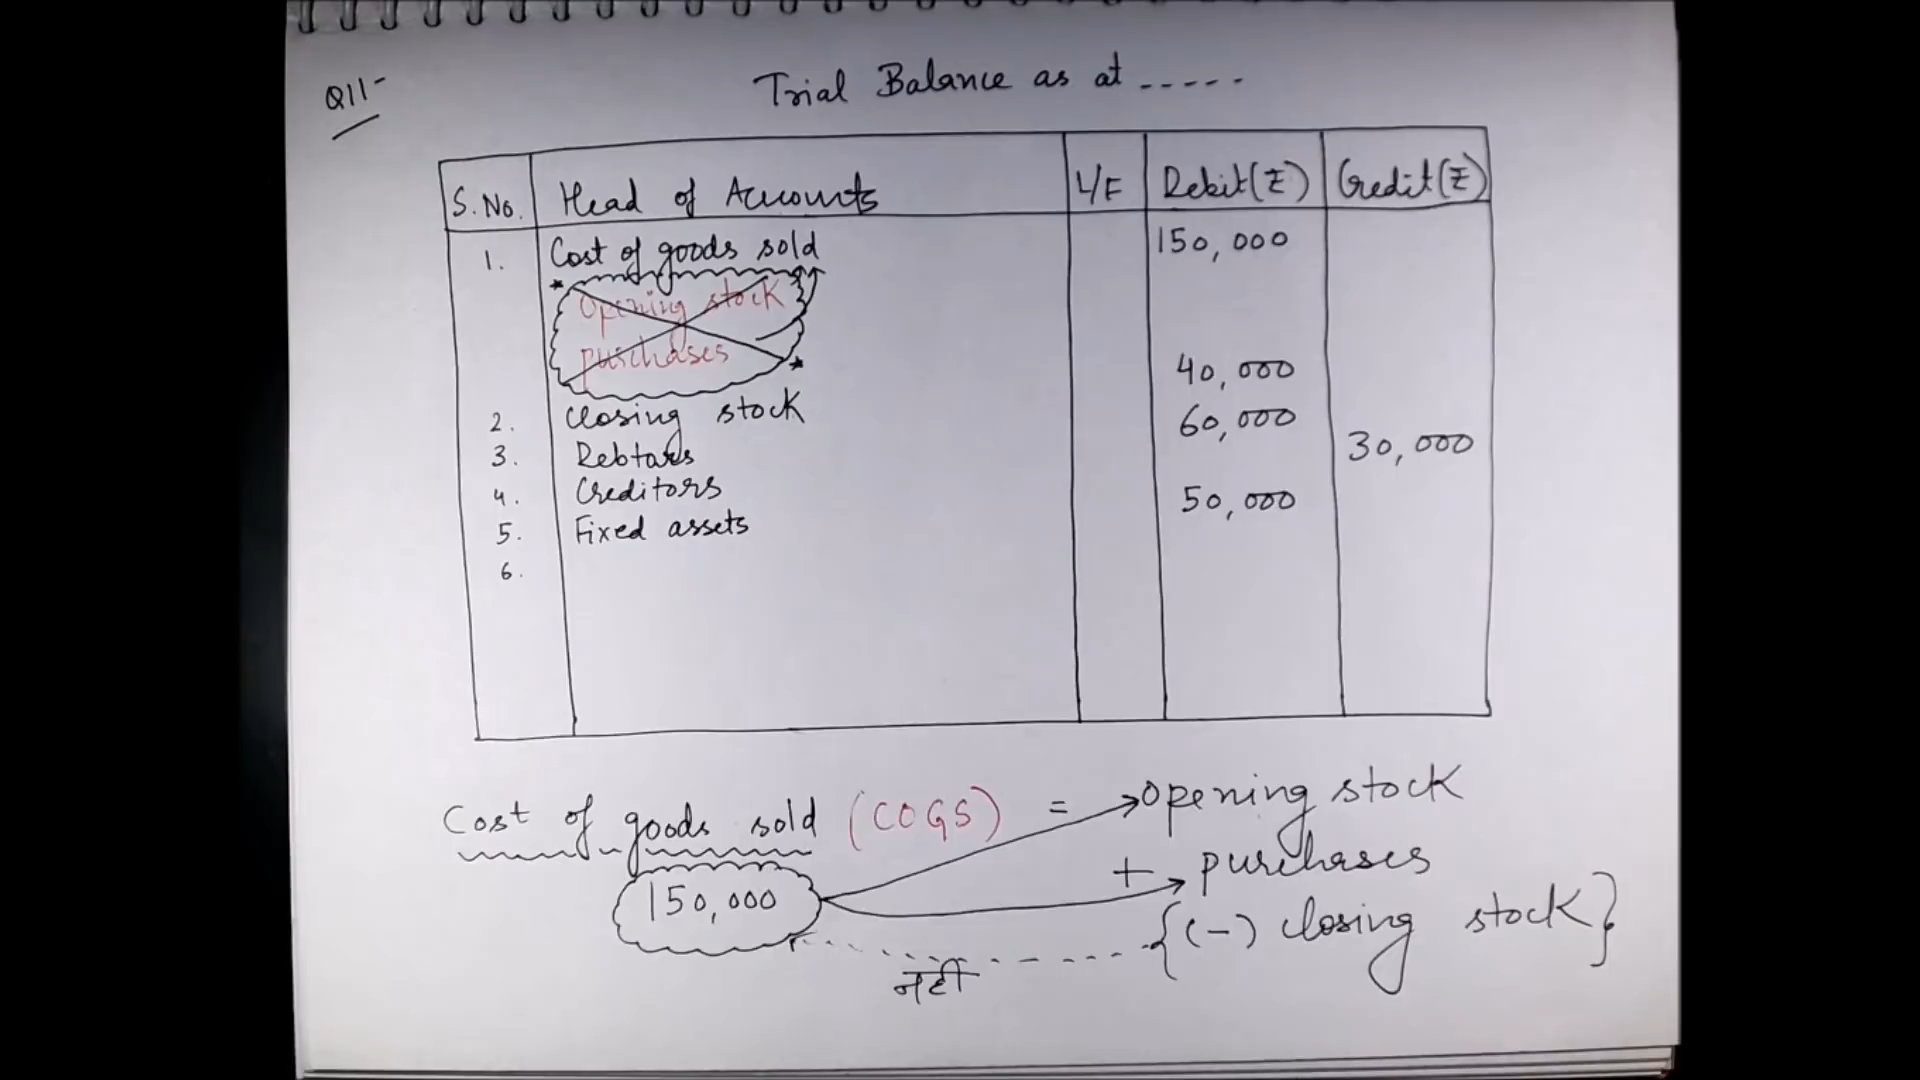 Q11-
Trial Balance as at -----
S. No. Head of Accounts L/F Debit(₹) Credit(₹)
1. Cost of goods sold 150,000
Opening stock
purchases
40,000
2. Closing stock 60,000
3. Debtors 30,000
4. Creditors 50,000
5. Fixed assets
6.
Cost of goods sold (COGS) = Opening stock
+ purchases
150,000
{(-) Closing stock}
नहीं